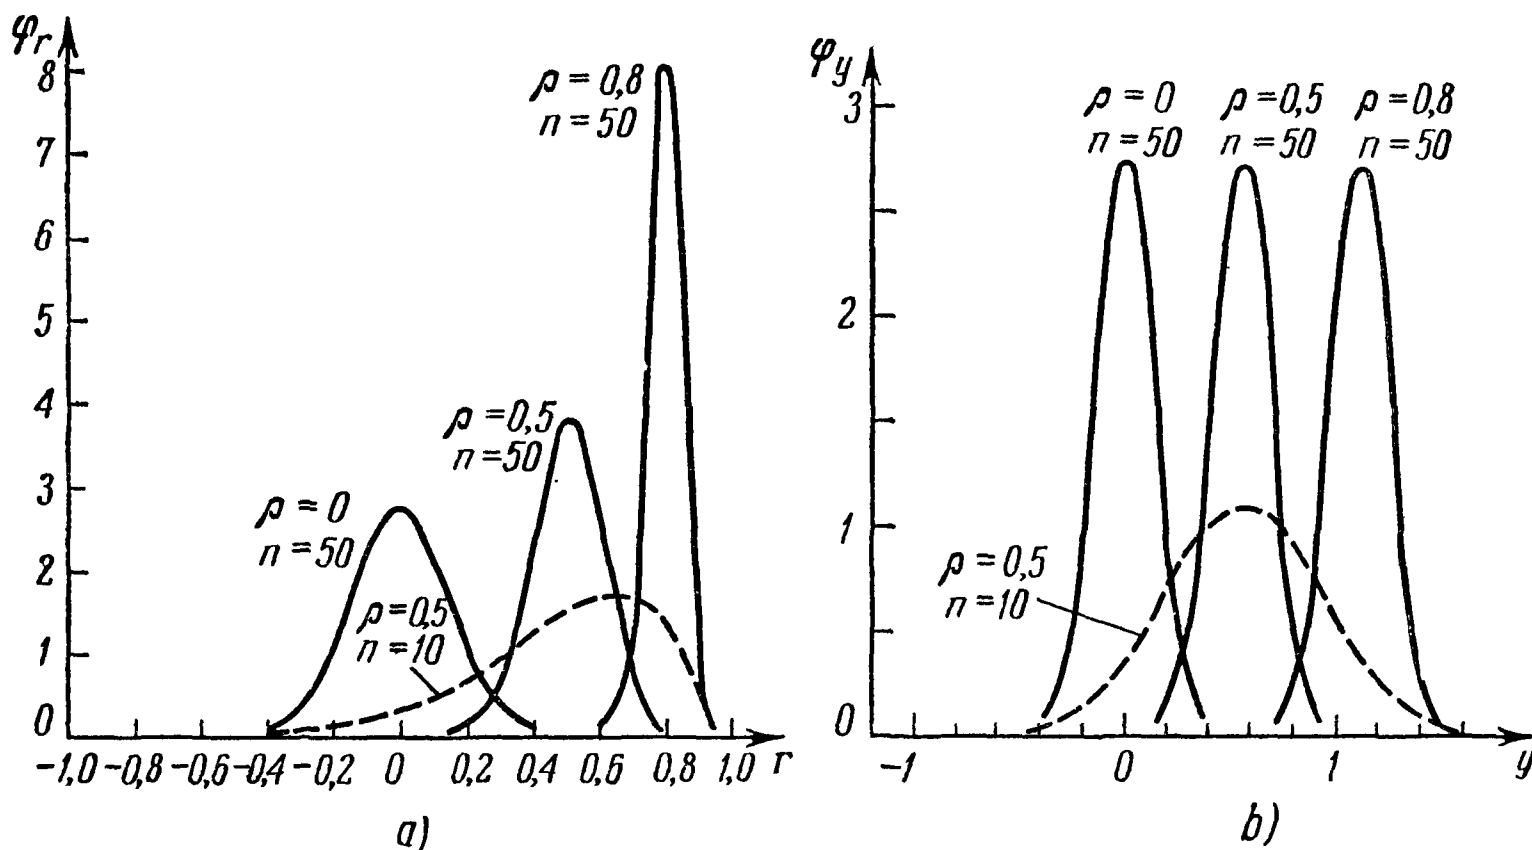 φr
8
7
6
5
4
3
2
1
0
ρ = 0,8
n = 50
ρ = 0,5
n = 50
ρ = 0
n = 50
ρ = 0,5
n = 10
-1,0 -0,8 -0,6 -0,4 -0,2 0 0,2 0,4 0,6 0,8 1,0 r
a)
φy
3
2
1
0
ρ = 0 ρ = 0,5 ρ = 0,8
n = 50 n = 50 n = 50
ρ = 0,5
n = 10
-1 0 1 y
b)